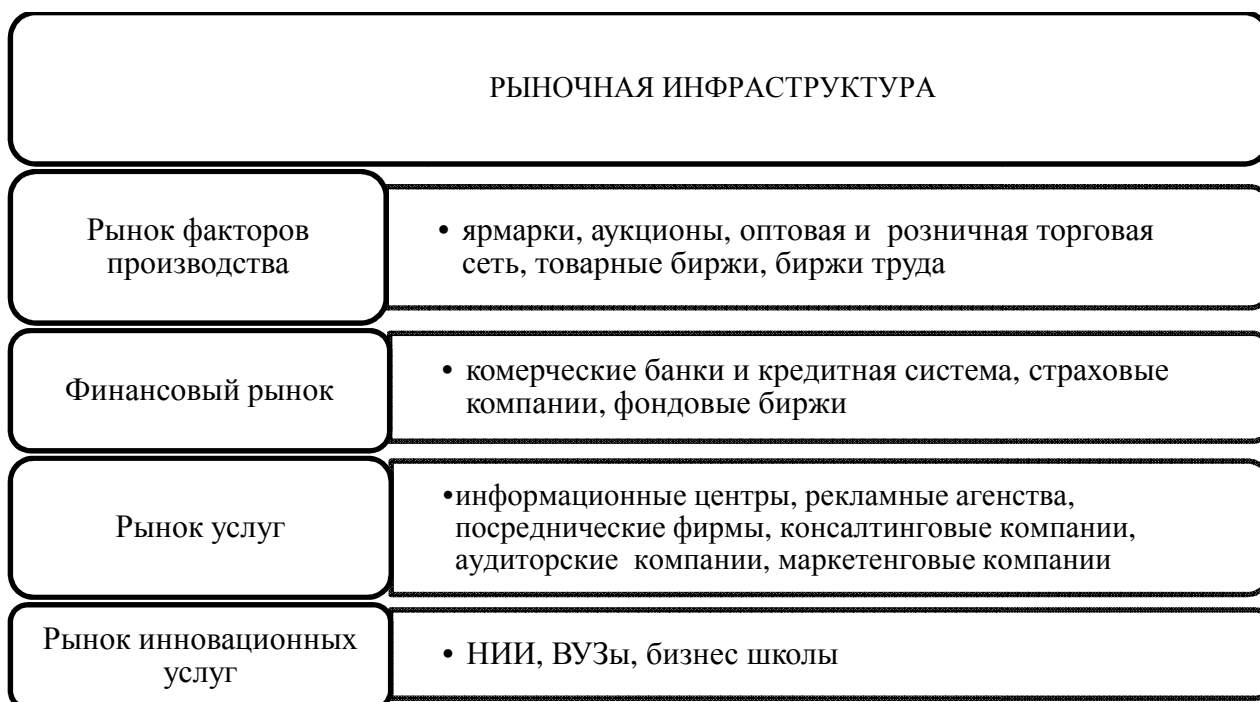 РЫНОЧНАЯ ИНФРАСТРУКТУРА
Рынок факторов
производства
• ярмарки, аукционы, оптовая и розничная торговая
сеть, товарные биржи, биржи труда
Финансовый рынок
• комерческие банки и кредитная система, страховые
компании, фондовые биржи
Рынок услуг
•информационные центры, рекламные агенства,
посреднические фирмы, консалтинговые компании,
аудиторские компании, маркетенговые компании
Рынок инновационных
услуг
• НИИ, ВУЗы, бизнес школы